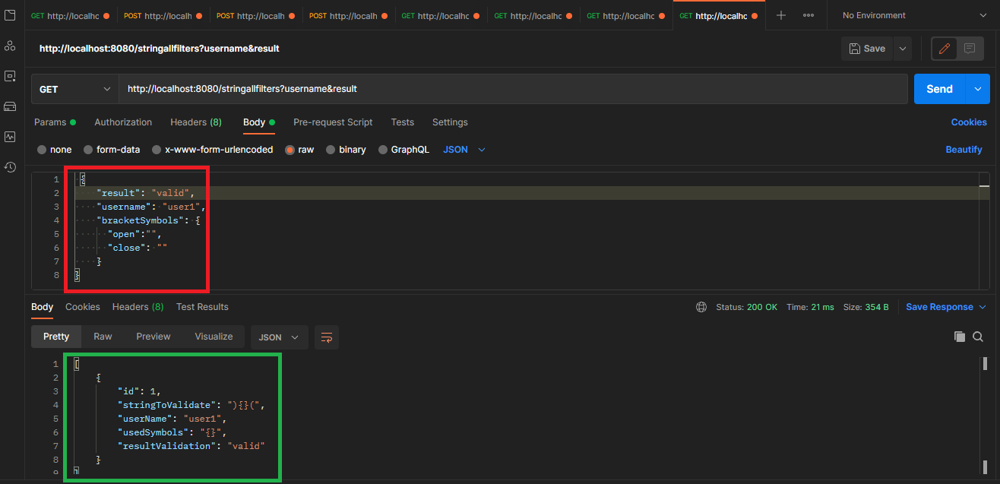 GET http://localhc POST http://localh POST http://localh POST http://localh GET http://localhc GET http://localhc GET http://localhc GET http://localhc No Environment
http://localhost:8080/stringallfilters?username&result Save
GET http://localhost:8080/stringallfilters?username&result Send
Params Authorization Headers (8) Body Pre-request Script Tests Settings Cookies
none form-data x-www-form-urlencoded raw binary GraphQL JSON Beautify
1 {
2 "result": "valid",
3 "username": "user1",
4 "bracketSymbols": {
5 "open":"",
6 "close": ""
7 }
8 }
Body Cookies Headers (8) Test Results Status: 200 OK Time: 21 ms Size: 354 B Save Response
Pretty Raw Preview Visualize JSON
1 [
2 {
3 "id": 1,
4 "stringToValidate": "){}(",
5 "userName": "user1",
6 "usedSymbols": "{}",
7 "resultValidation": "valid"
8 }
9 ]